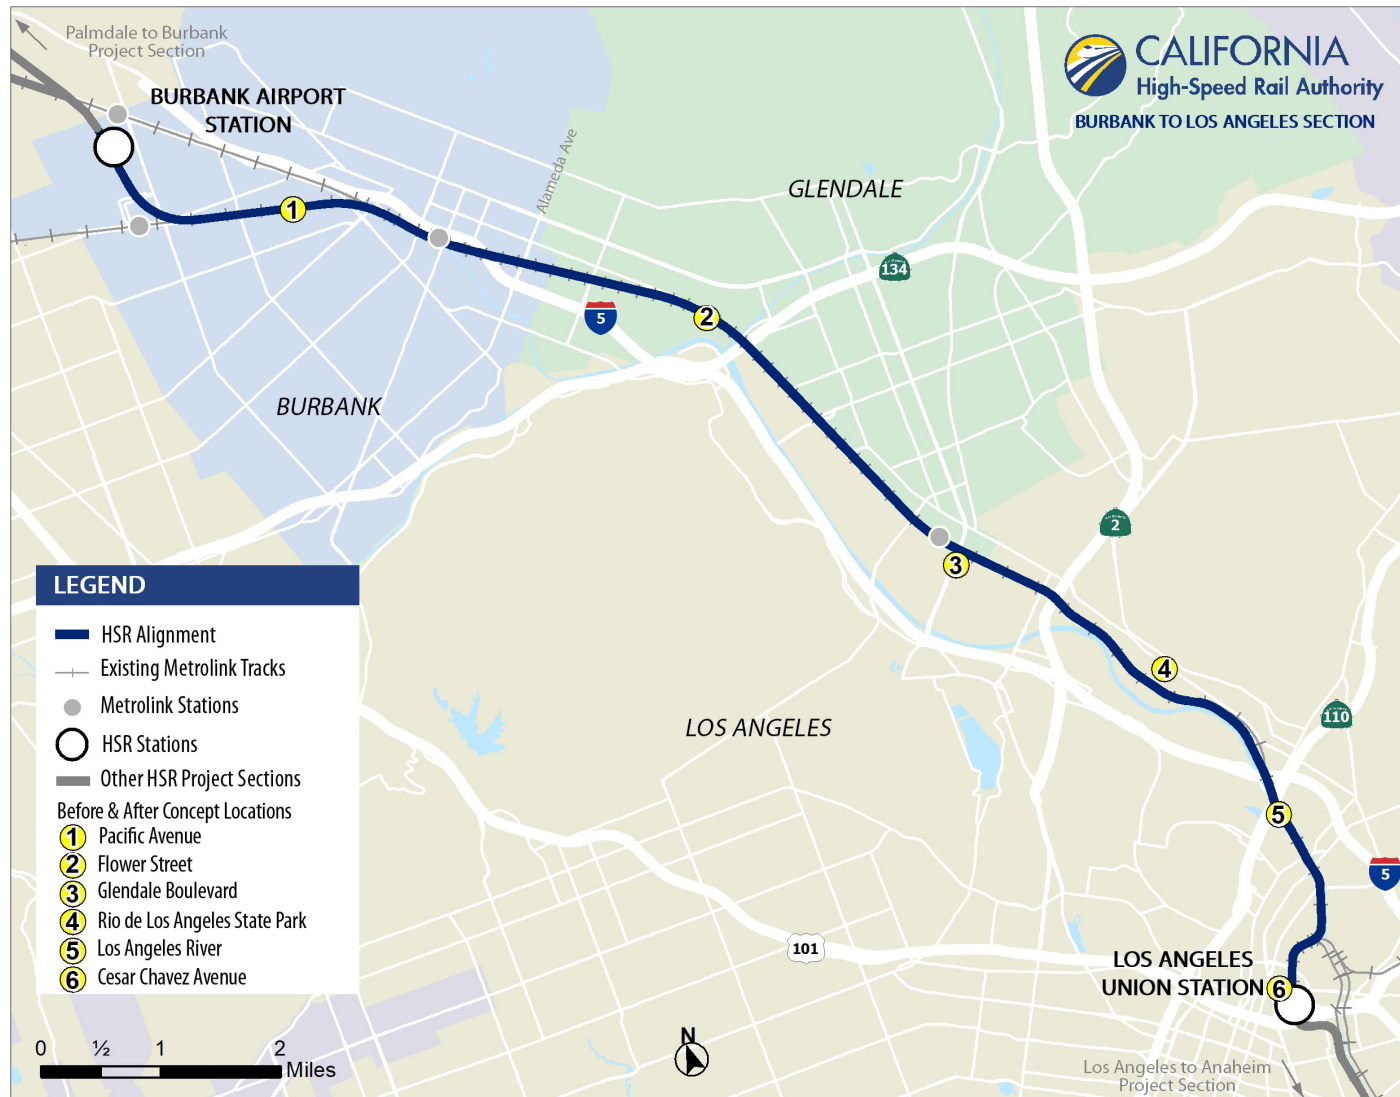 Palmdale to Burbank
Project Section
BURBANK AIRPORT
STATION
CALIFORNIA
High-Speed Rail Authority
BURBANK TO LOS ANGELES SECTION
Alameda Ave
GLENDALE
1
134
5
2
BURBANK
2
3
LEGEND
HSR Alignment
Existing Metrolink Tracks
Metrolink Stations
HSR Stations
Other HSR Project Sections
Before & After Concept Locations
1 Pacific Avenue
2 Flower Street
3 Glendale Boulevard
4 Rio de Los Angeles State Park
5 Los Angeles River
6 Cesar Chavez Avenue
4
LOS ANGELES
110
5
5
101
LOS ANGELES
UNION STATION
6
N
0 ½ 1 2
Miles
Los Angeles to Anaheim
Project Section